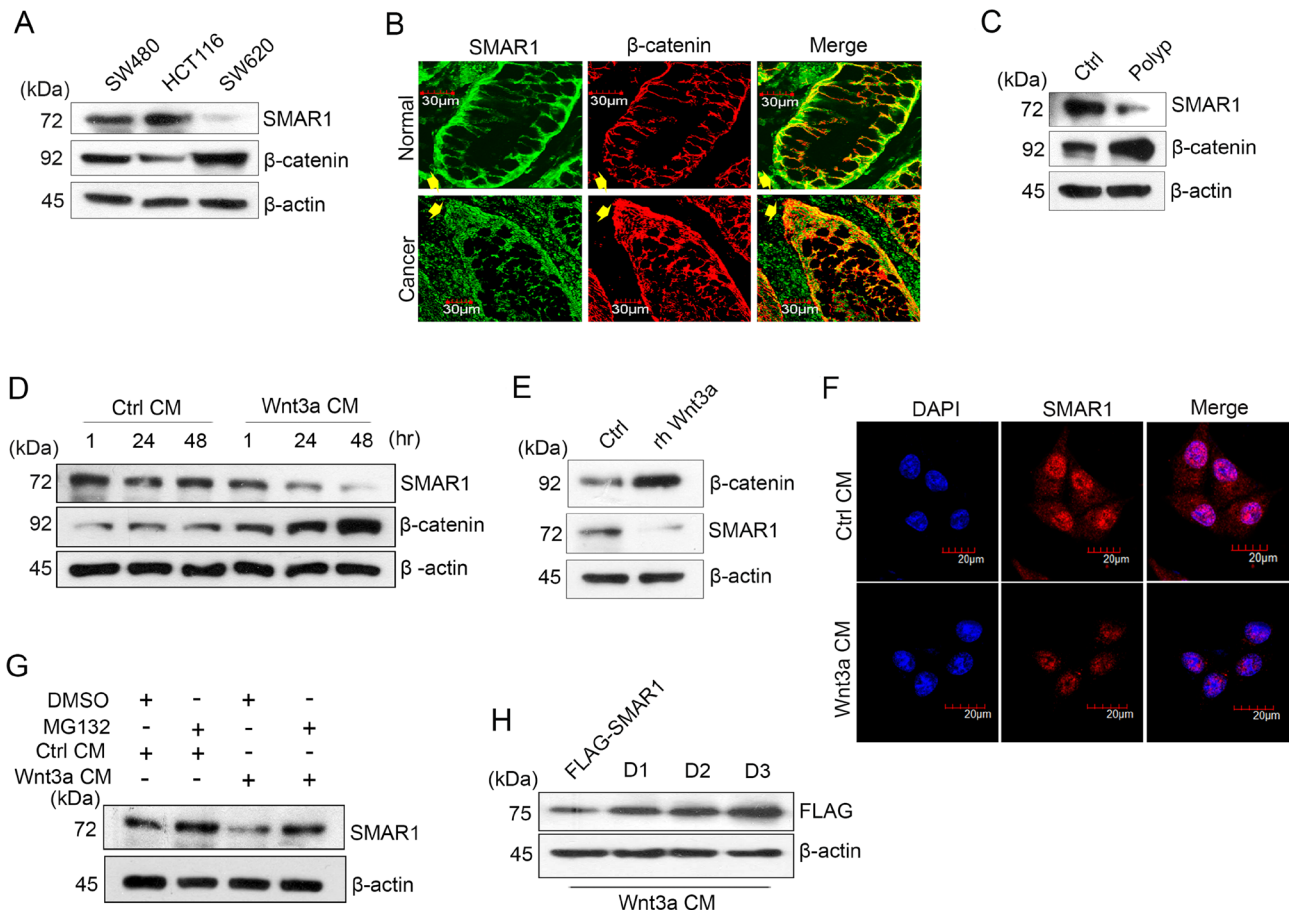 A
SW480 HCT116 SW620
(kDa)
72 SMAR1
92 β-catenin
45 β-actin
B
SMAR1 β-catenin Merge
Normal
30µm 30µm 30µm
Cancer
30µm 30µm 30µm
C
Ctrl Polyp
(kDa)
72 SMAR1
92 β-catenin
45 β-actin
D
Ctrl CM Wnt3a CM
(kDa) 1 24 48 1 24 48 (hr)
72 SMAR1
92 β-catenin
45 β -actin
E
Ctrl rh Wnt3a
(kDa)
92 β-catenin
72 SMAR1
45 β-actin
F
DAPI SMAR1 Merge
Ctrl CM
20µm 20µm 20µm
Wnt3a CM
20µm 20µm 20µm
G
DMSO + - + -
MG132 - + - +
Ctrl CM + + - -
Wnt3a CM - - + +
(kDa)
72 SMAR1
45 β-actin
H
FLAG-SMAR1 D1 D2 D3
(kDa)
75 FLAG
45 β-actin
Wnt3a CM